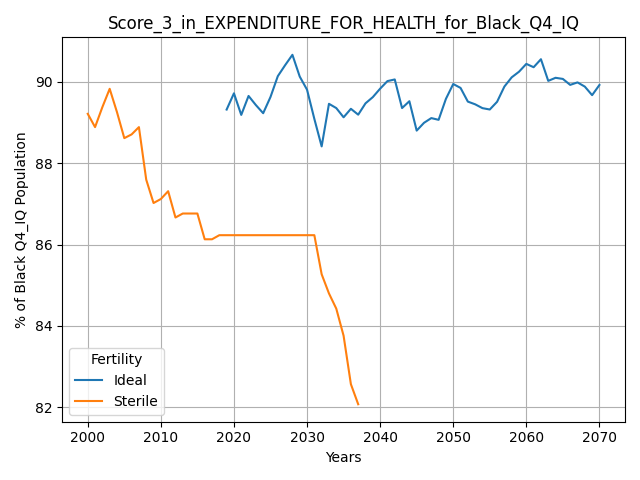 Score_3_in_EXPENDITURE_FOR_HEALTH_for_Black_Q4_IQ
% of Black Q4_IQ Population
90
88
86
84
82
Fertility
Ideal
Sterile
2000 2010 2020 2030 2040 2050 2060 2070
Years